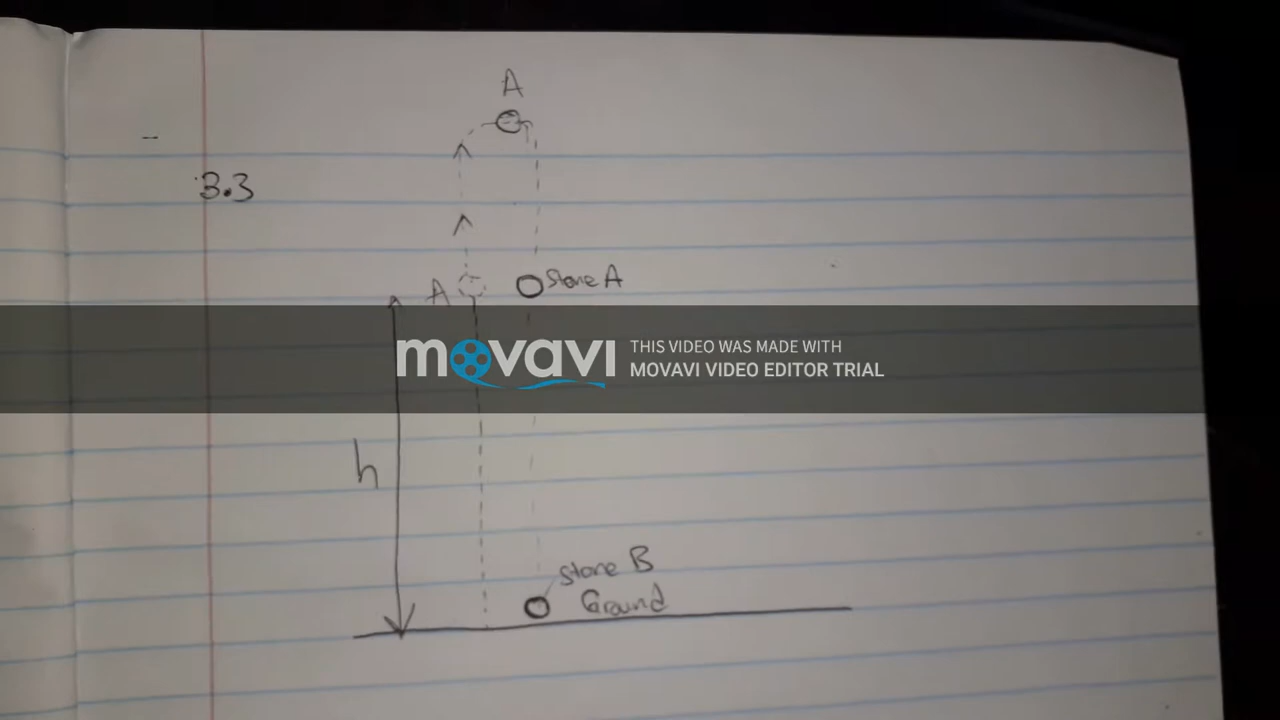 A
3.3
A
Stone A
movavi
THIS VIDEO WAS MADE WITH
MOVAVI VIDEO EDITOR TRIAL
h
Stone B
Ground